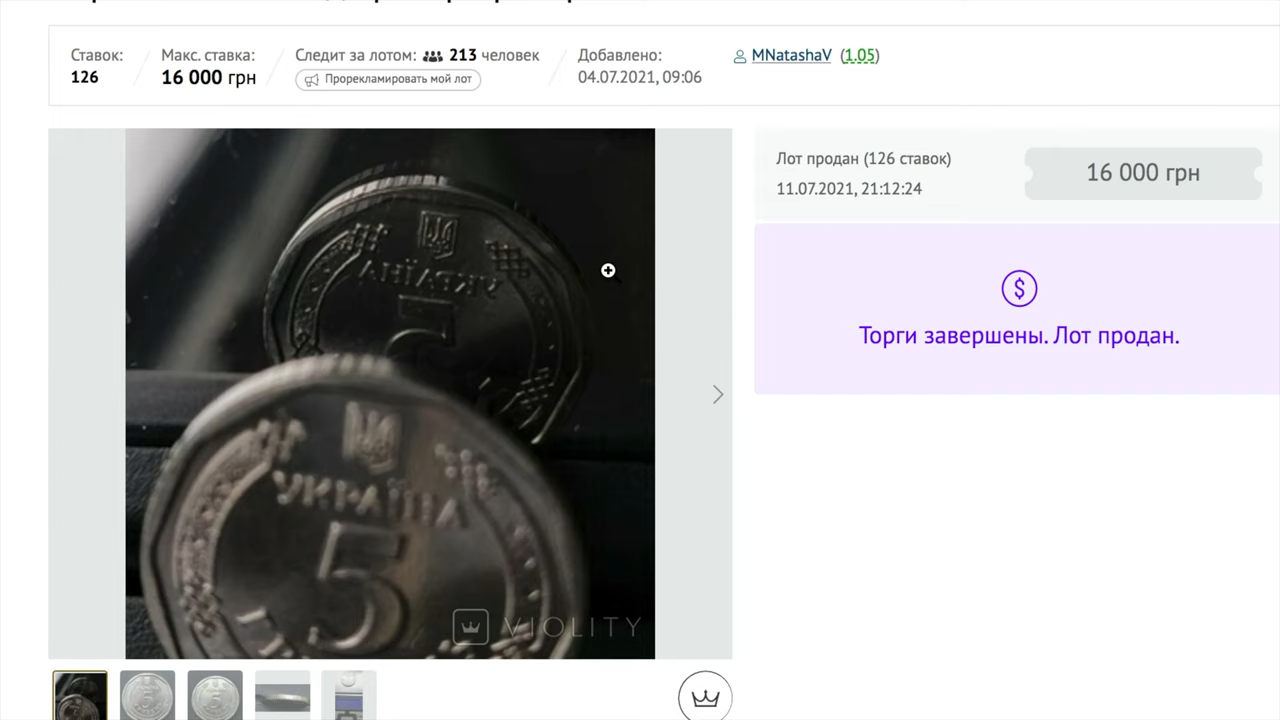 Ставок:
126
Макс. ставка:
16 000 грн
Следит за лотом: 213 человек
Прорекламировать мой лот
Добавлено:
04.07.2021, 09:06
MNatashaV (1.05)
Лот продан (126 ставок)
11.07.2021, 21:12:24
16 000 грн
$
Торги завершены. Лот продан.
УКРАЇНА
5
УКРАЇНА
5
VIOLITY